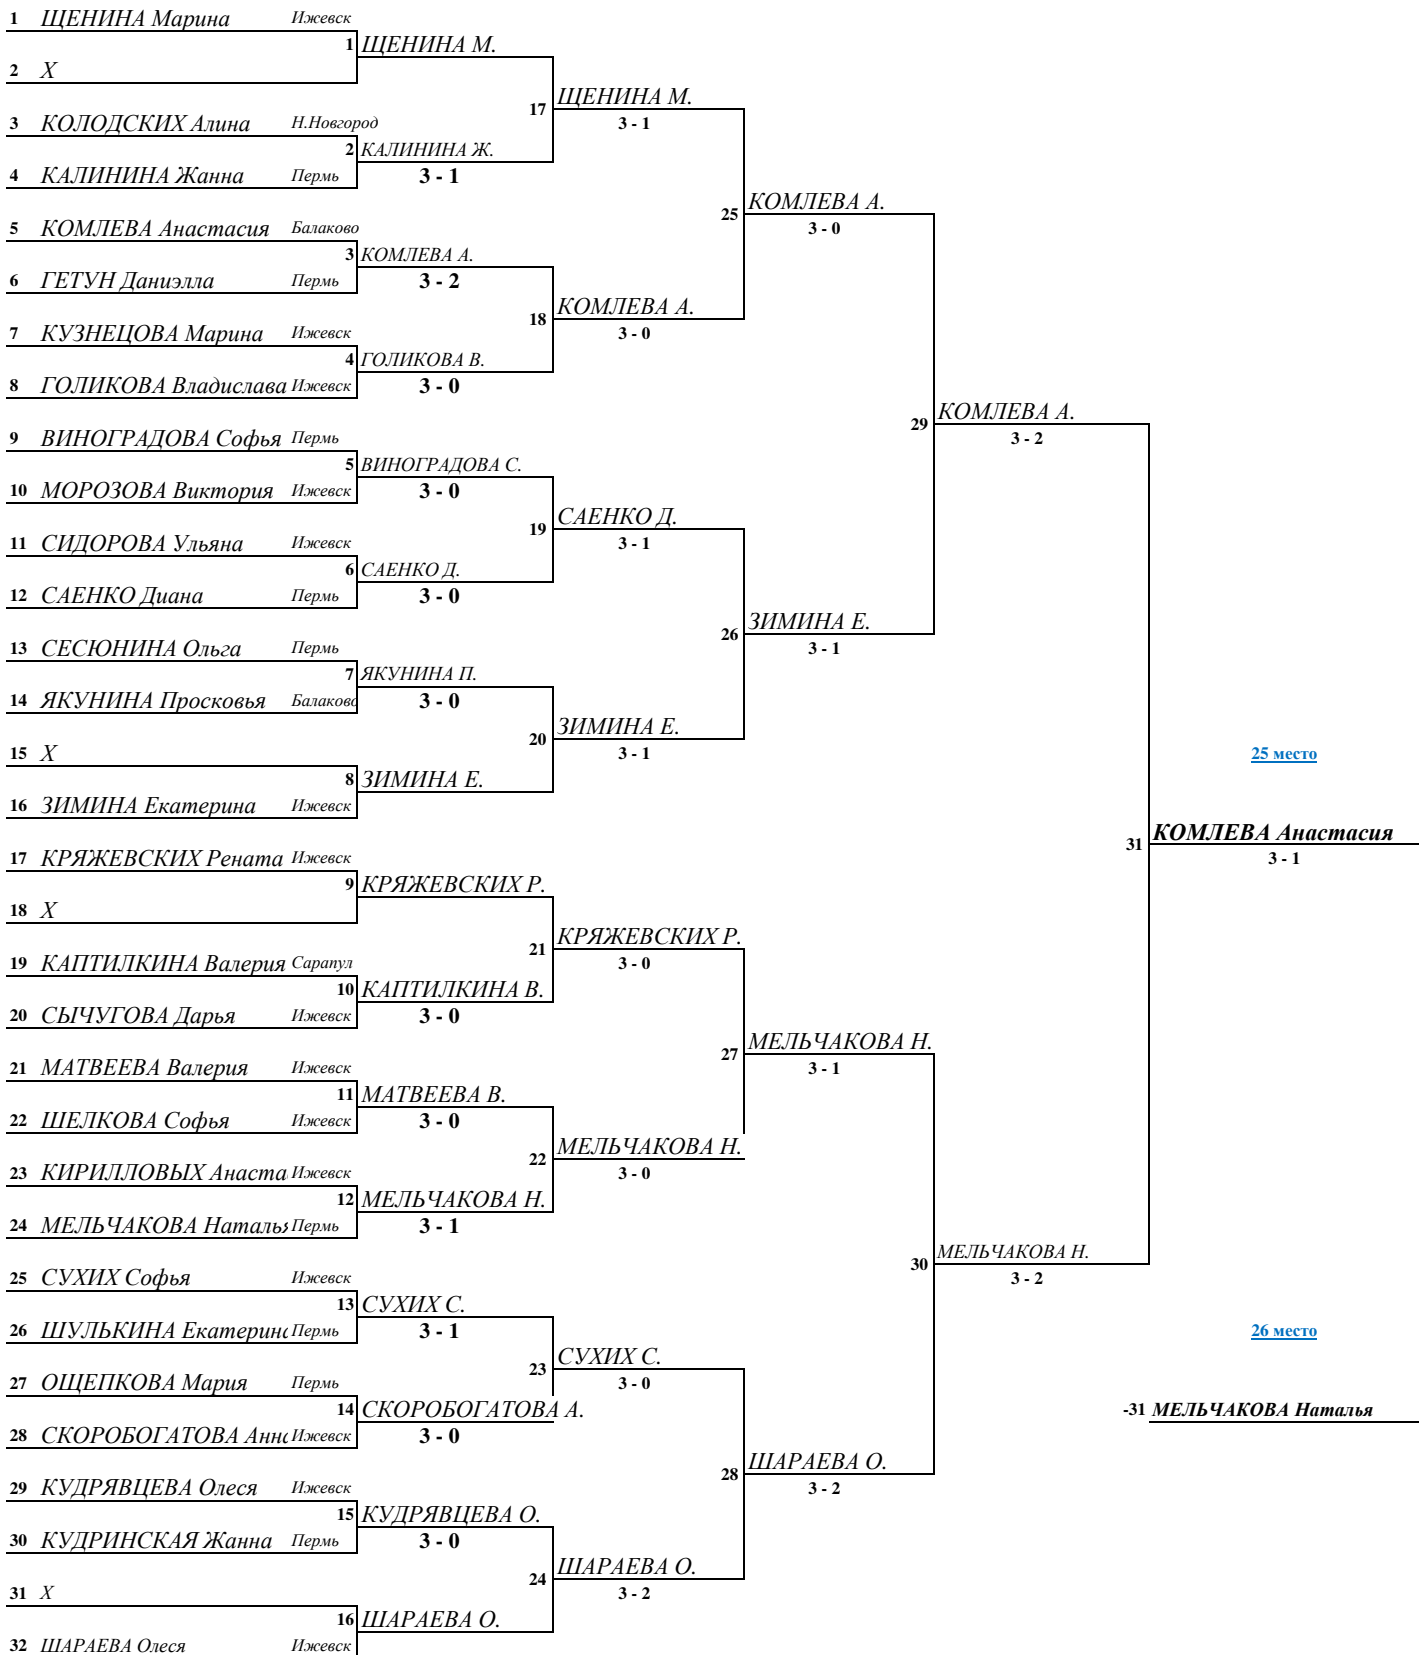 1 ЩЕНИНА Марина Ижевск
1 ЩЕНИНА М.
2 X
17 ЩЕНИНА М.
3 - 1
3 КОЛОДСКИХ Алина Н.Новгород
2 КАЛИНИНА Ж.
4 КАЛИНИНА Жанна Пермь 3 - 1
25 КОМЛЕВА А.
3 - 0
5 КОМЛЕВА Анастасия Балаково
3 КОМЛЕВА А.
6 ГЕТУН Даниэлла Пермь 3 - 2
18 КОМЛЕВА А.
3 - 0
7 КУЗНЕЦОВА Марина Ижевск
4 ГОЛИКОВА В.
8 ГОЛИКОВА Владислава Ижевск 3 - 0
29 КОМЛЕВА А.
3 - 2
9 ВИНОГРАДОВА Софья Пермь
5 ВИНОГРАДОВА С.
10 МОРОЗОВА Виктория Ижевск 3 - 0
19 САЕНКО Д.
3 - 1
11 СИДОРОВА Ульяна Ижевск
6 САЕНКО Д.
12 САЕНКО Диана Пермь 3 - 0
26 ЗИМИНА Е.
3 - 1
13 СЕСЮНИНА Ольга Пермь
7 ЯКУНИНА П.
14 ЯКУНИНА Просковья Балаково 3 - 0
20 ЗИМИНА Е.
3 - 1
15 X
25 место
8 ЗИМИНА Е.
16 ЗИМИНА Екатерина Ижевск
31 КОМЛЕВА Анастасия
3 - 1
17 КРЯЖЕВСКИХ Рената Ижевск
9 КРЯЖЕВСКИХ Р.
18 X
21 КРЯЖЕВСКИХ Р.
3 - 0
19 КАПТИЛКИНА Валерия Сарапул
10 КАПТИЛКИНА В.
20 СЫЧУГОВА Дарья Ижевск 3 - 0
27 МЕЛЬЧАКОВА Н.
3 - 1
21 МАТВЕЕВА Валерия Ижевск
11 МАТВЕЕВА В.
22 ШЕЛКОВА Софья Ижевск 3 - 0
22 МЕЛЬЧАКОВА Н.
3 - 0
23 КИРИЛЛОВЫХ Анаста Ижевск
12 МЕЛЬЧАКОВА Н.
24 МЕЛЬЧАКОВА Наталья Пермь 3 - 1
30 МЕЛЬЧАКОВА Н.
3 - 2
25 СУХИХ Софья Ижевск
13 СУХИХ С.
26 ШУЛЬКИНА Екатерина Пермь 3 - 1
26 место
23 СУХИХ С.
3 - 0
27 ОЩЕПКОВА Мария Пермь
14 СКОРОБОГАТОВА А.
-31 МЕЛЬЧАКОВА Наталья
28 СКОРОБОГАТОВА Анна Ижевск 3 - 0
28 ШАРАЕВА О.
3 - 2
29 КУДРЯВЦЕВА Олеся Ижевск
15 КУДРЯВЦЕВА О.
30 КУДРИНСКАЯ Жанна Пермь 3 - 0
24 ШАРАЕВА О.
3 - 2
31 X
16 ШАРАЕВА О.
32 ШАРАЕВА Олеся Ижевск